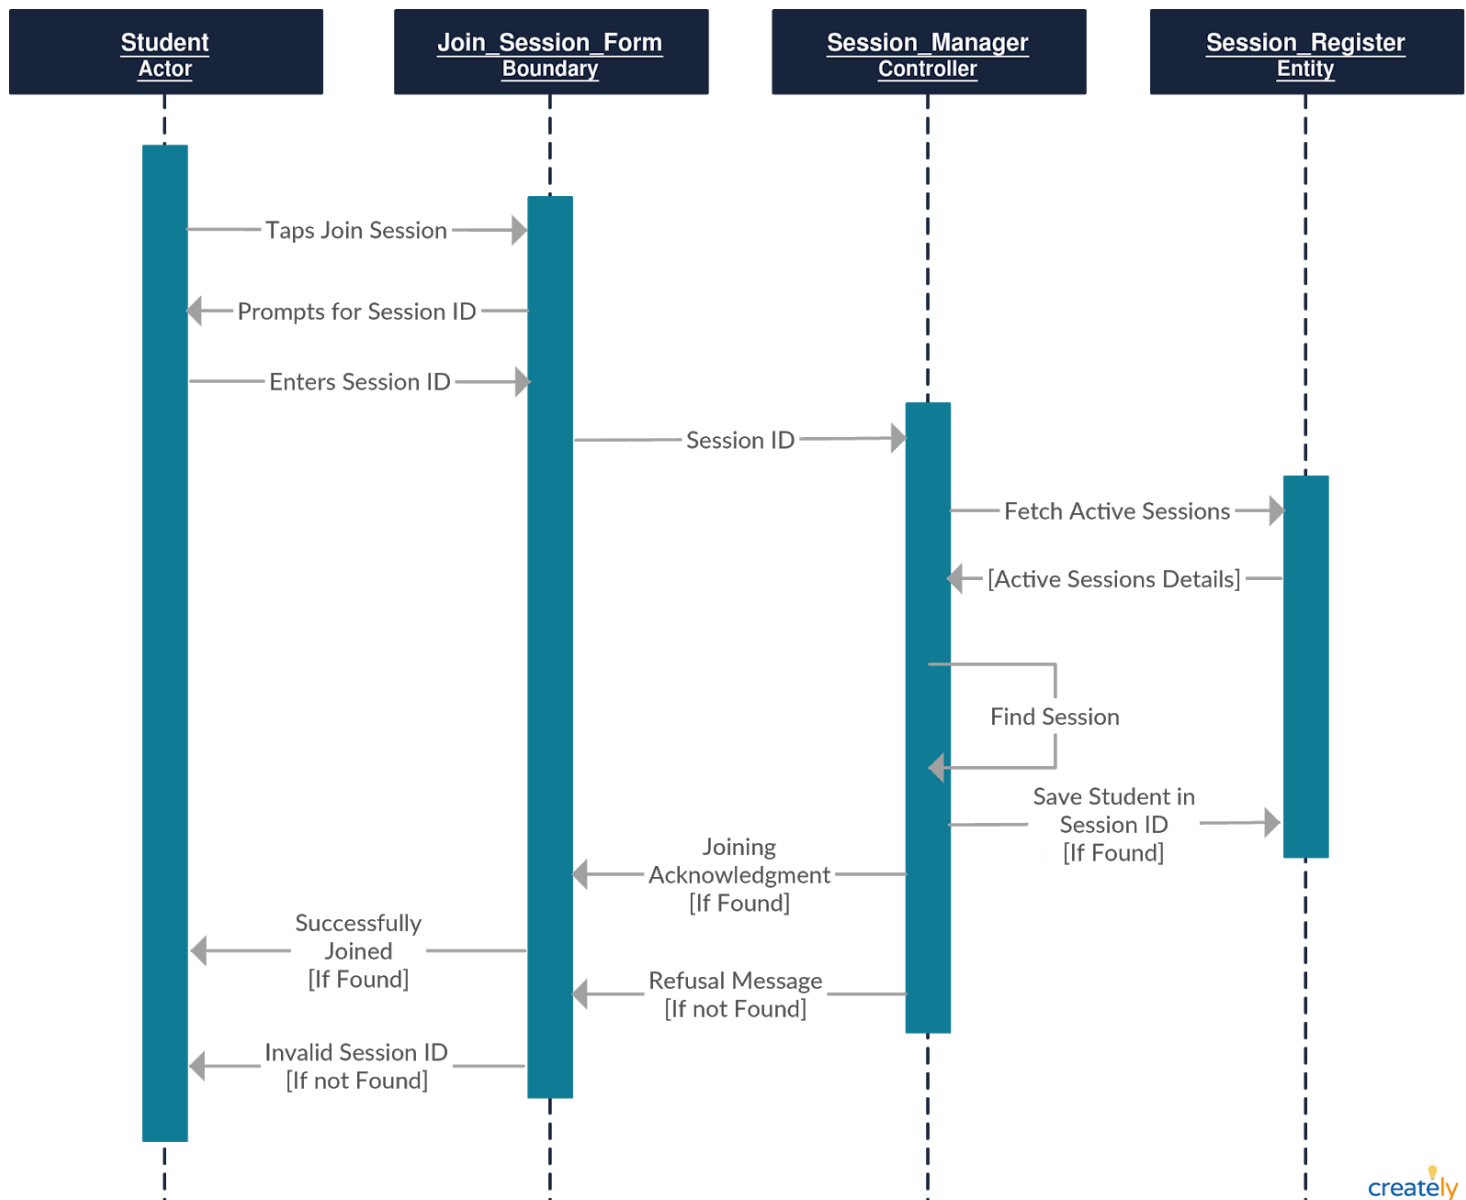 Student
Actor
Join_Session_Form
Boundary
Session_Manager
Controller
Session_Register
Entity
Taps Join Session
Prompts for Session ID
Enters Session ID
Session ID
Fetch Active Sessions
[Active Sessions Details]
Find Session
Save Student in
Session ID
[If Found]
Joining
Acknowledgment
[If Found]
Successfully
Joined
[If Found]
Refusal Message
[If not Found]
Invalid Session ID
[If not Found]
creately